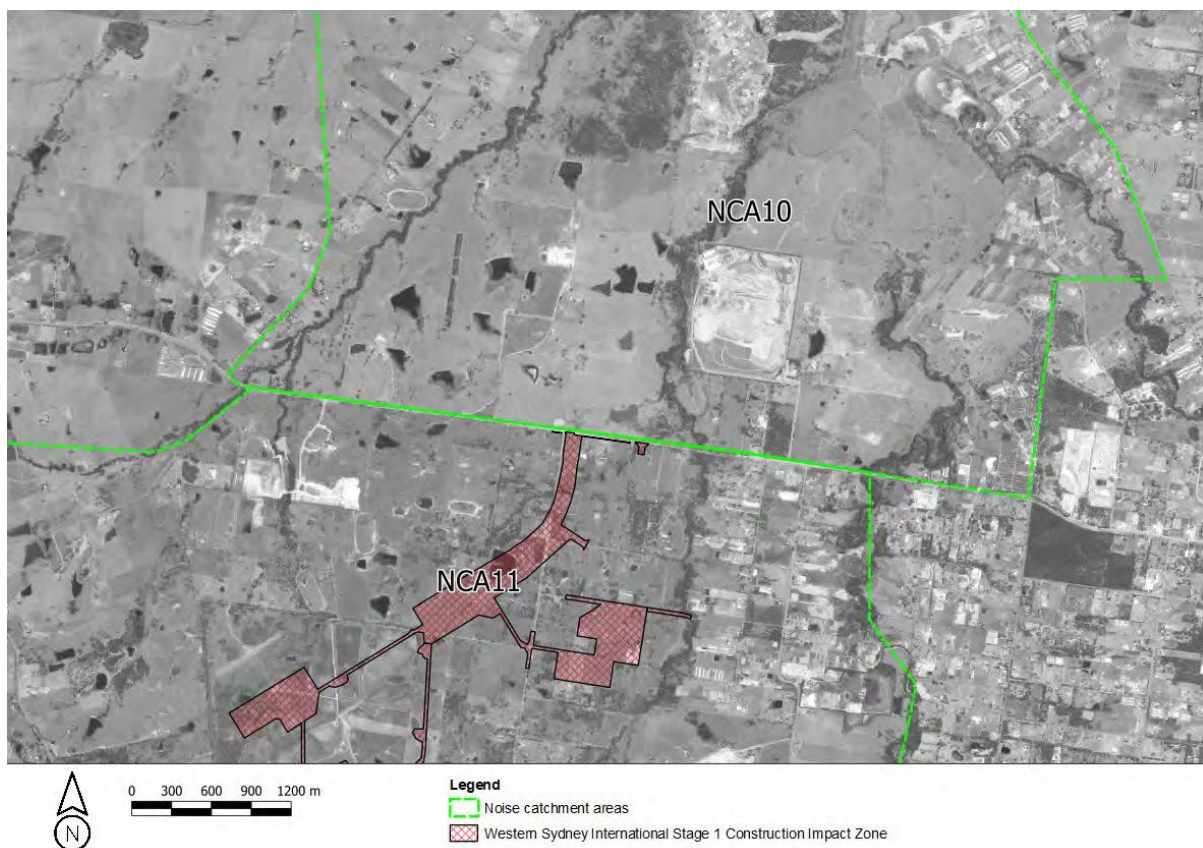 NCA10
NCA11
N
0 300 600 900 1200 m
Legend
Noise catchment areas
Western Sydney International Stage 1 Construction Impact Zone